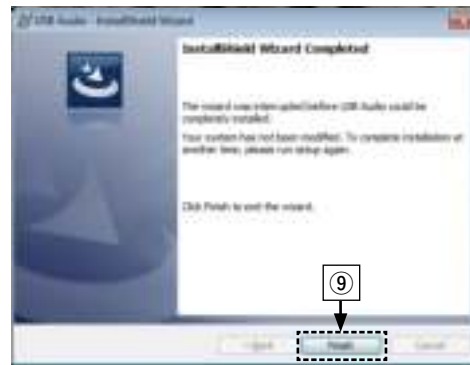 USB Audio - InstallShield Wizard
InstallShield Wizard Completed
The wizard was interrupted before USB Audio could be
completely installed.
Your system has not been modified. To complete installation at
another time, please run setup again.
Click Finish to exit the wizard.
⑨
< Back Finish Cancel